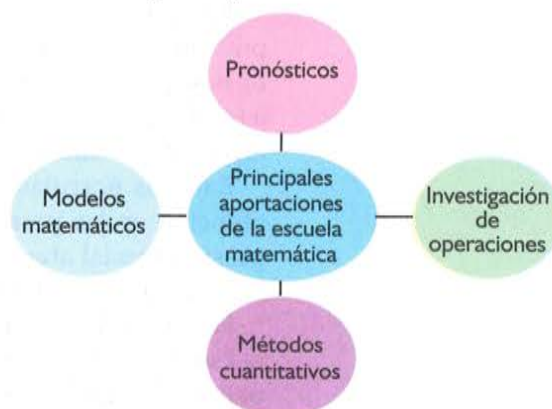 Pronósticos
Modelos
matemáticos
Principales
aportaciones
de la escuela
matemática
Investigación
de
operaciones
Métodos
cuantitativos